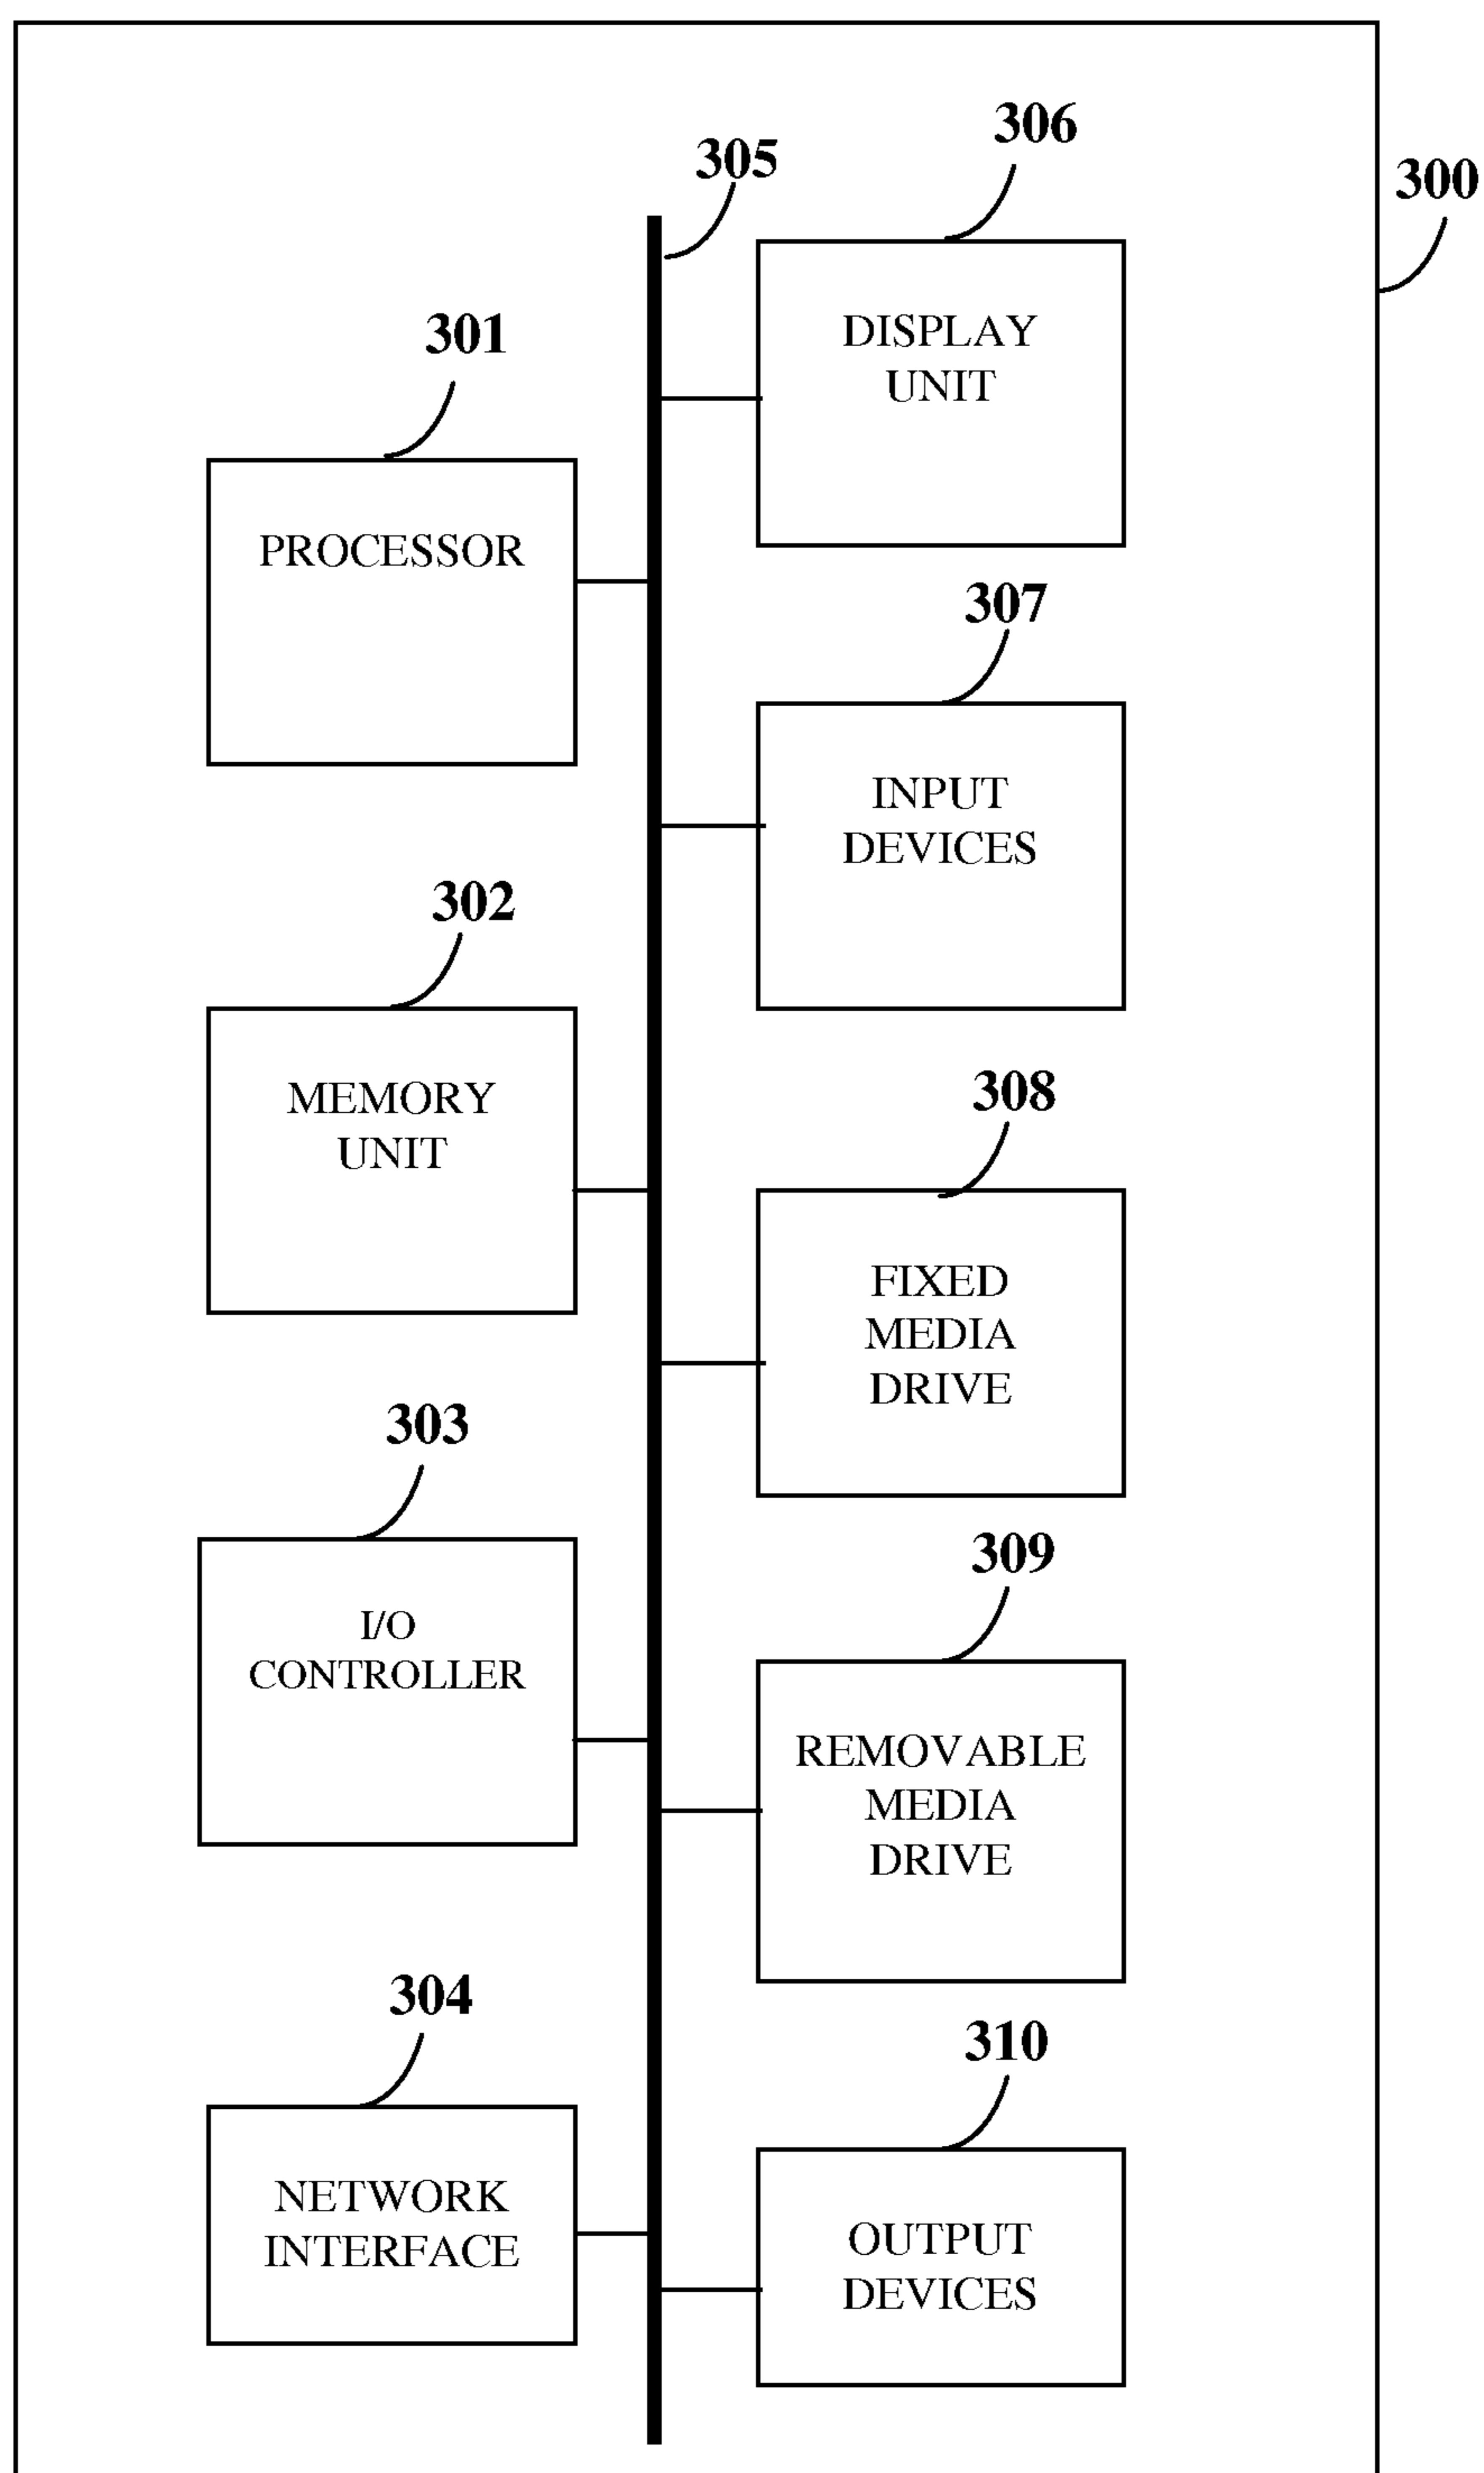 306
305
300
DISPLAY
UNIT
301
PROCESSOR
307
INPUT
DEVICES
302
MEMORY
UNIT
308
FIXED
MEDIA
DRIVE
303
I/O
CONTROLLER
309
REMOVABLE
MEDIA
DRIVE
304
NETWORK
INTERFACE
310
OUTPUT
DEVICES